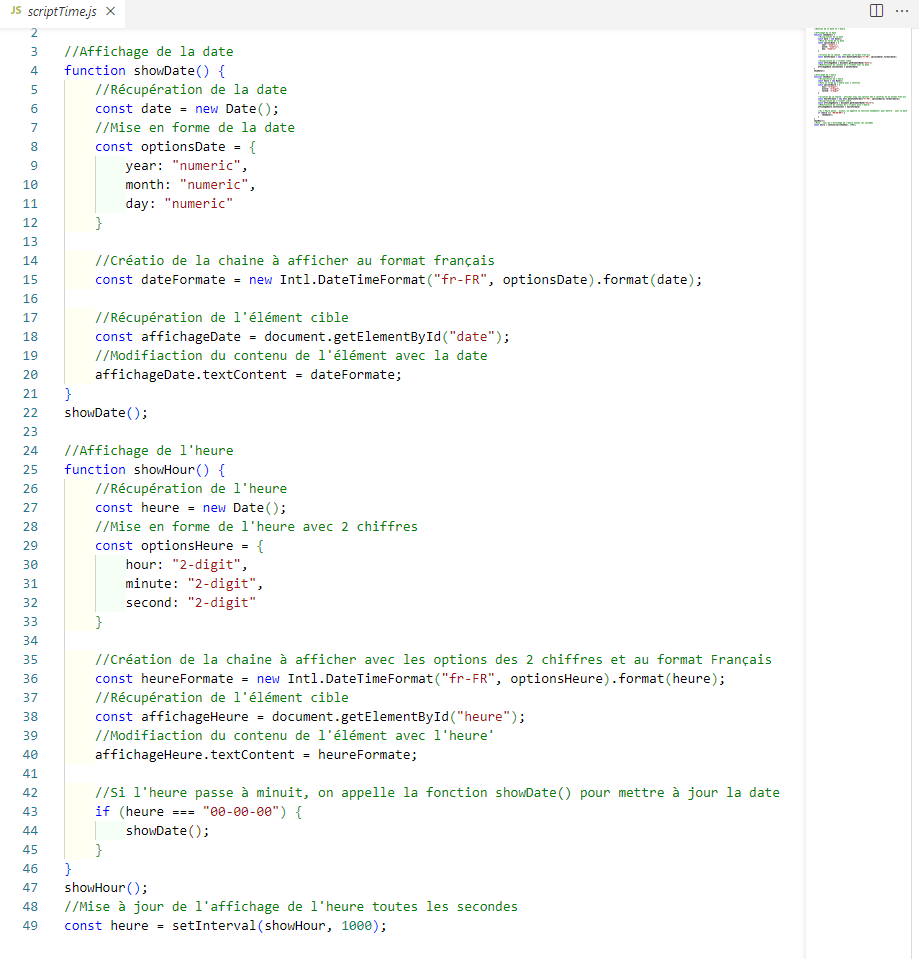 JS scriptTime.js ×
2
3 //Affichage de la date
4 function showDate() {
5 //Récupération de la date
6 const date = new Date();
7 //Mise en forme de la date
8 const optionsDate = {
9 year: "numeric",
10 month: "numeric",
11 day: "numeric"
12 }
13
14 //Créatio de la chaine à afficher au format français
15 const dateFormate = new Intl.DateTimeFormat("fr-FR", optionsDate).format(date);
16
17 //Récupération de l'élément cible
18 const affichageDate = document.getElementById("date");
19 //Modifiaction du contenu de l'élément avec la date
20 affichageDate.textContent = dateFormate;
21 }
22 showDate();
23
24 //Affichage de l'heure
25 function showHour() {
26 //Récupération de l'heure
27 const heure = new Date();
28 //Mise en forme de l'heure avec 2 chiffres
29 const optionsHeure = {
30 hour: "2-digit",
31 minute: "2-digit",
32 second: "2-digit"
33 }
34
35 //Création de la chaine à afficher avec les options des 2 chiffres et au format Français
36 const heureFormate = new Intl.DateTimeFormat("fr-FR", optionsHeure).format(heure);
37 //Récupération de l'élément cible
38 const affichageHeure = document.getElementById("heure");
39 //Modifiaction du contenu de l'élément avec l'heure'
40 affichageHeure.textContent = heureFormate;
41
42 //Si l'heure passe à minuit, on appelle la fonction showDate() pour mettre à jour la date
43 if (heure === "00-00-00") {
44 showDate();
45 }
46 }
47 showHour();
48 //Mise à jour de l'affichage de l'heure toutes les secondes
49 const heure = setInterval(showHour, 1000);